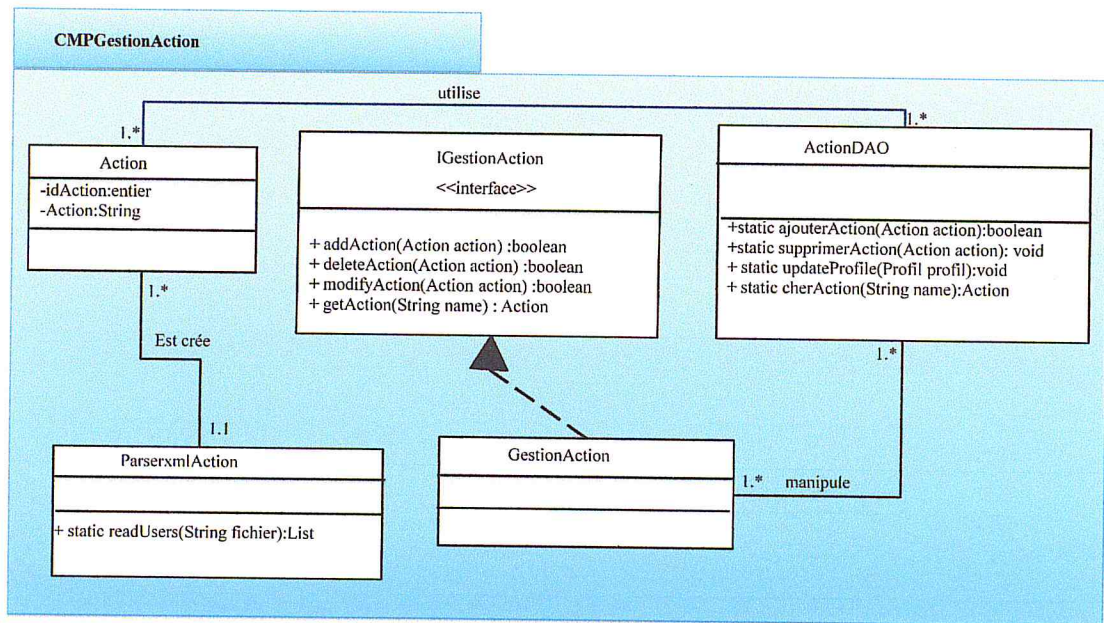 CMPGestionAction
utilise
1.*
1.*
Action
-idAction:entier
-Action:String
IGestionAction
<<interface>>
+ addAction(Action action) :boolean
+ deleteAction(Action action) :boolean
+ modifyAction(Action action) :boolean
+ getAction(String name) : Action
ActionDAO
+static ajouterAction(Action action):boolean
+static supprimerAction(Action action): void
+ static updateProfile(Profil profil):void
+ static cherAction(String name):Action
1.*
Est crée
1.1
1.*
ParserxmlAction
+ static readUsers(String fichier):List
GestionAction
1.* manipule